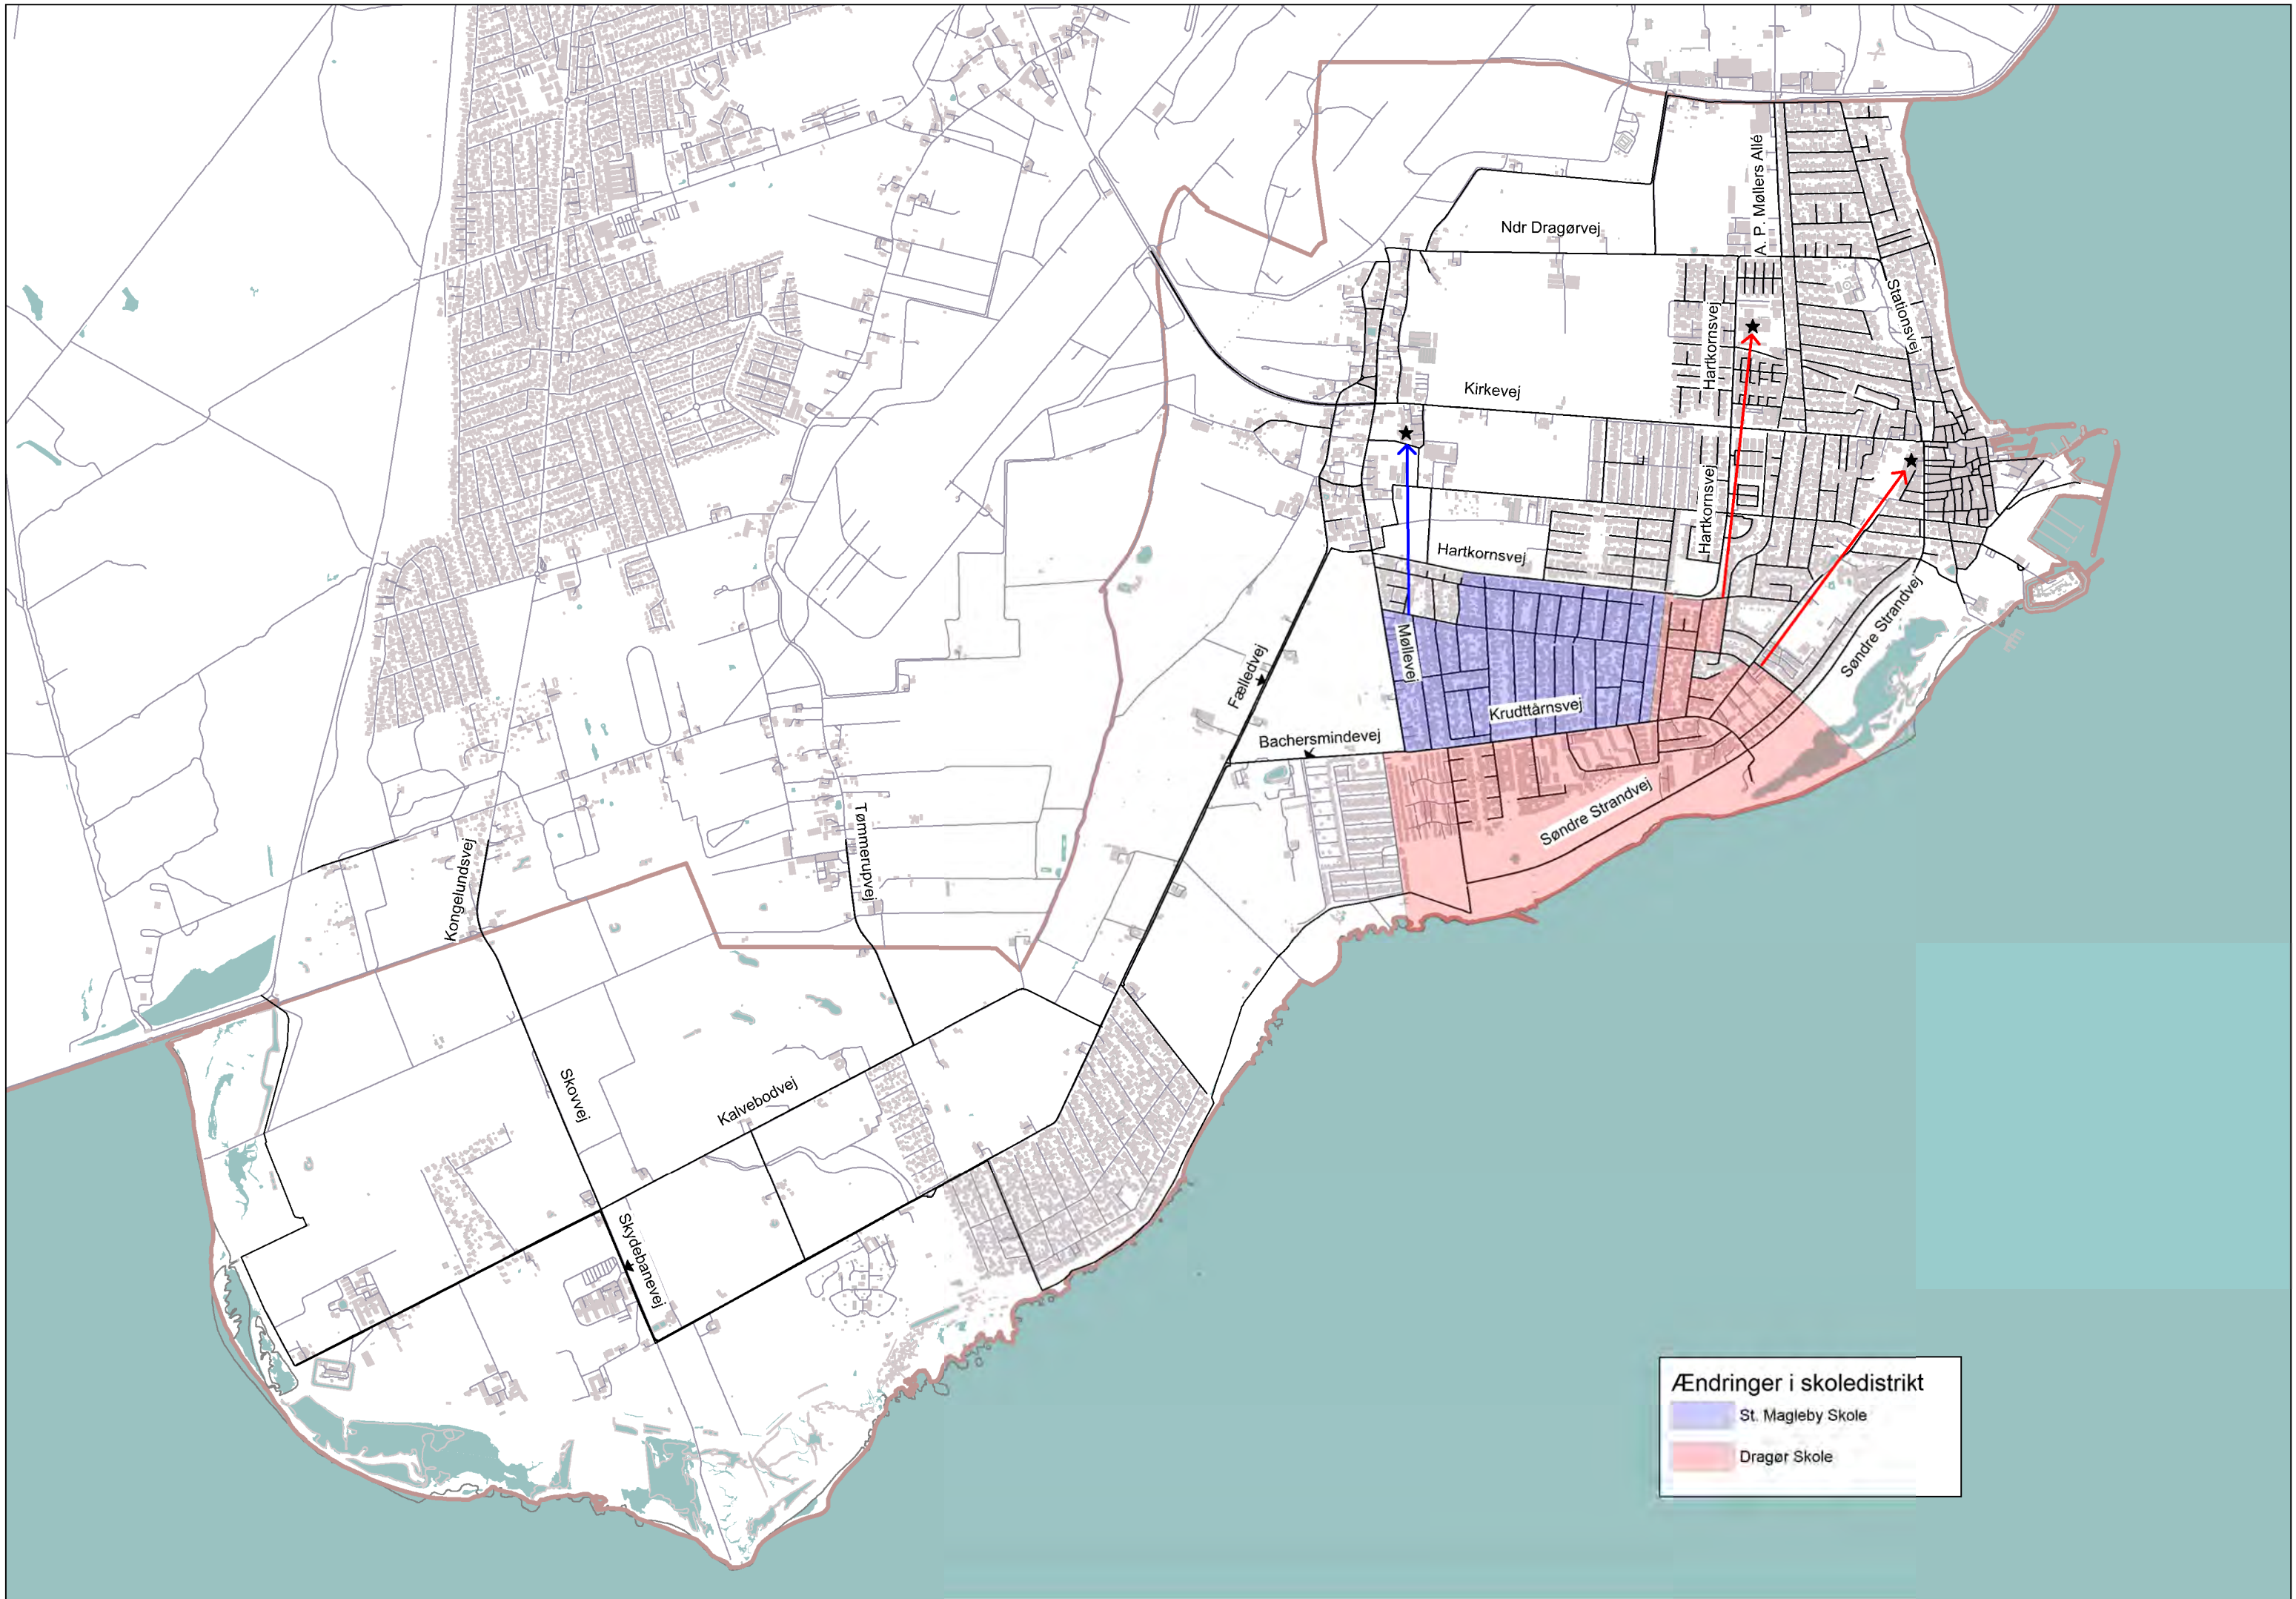 A. P. Møllers Allé
Ndr Dragørvej
Stationsvej
Hartkornsvej
Kirkevej
Hartkornsvej
Hartkornsvej
Søndre Strandvej
Møllevej
Fælledvej
Krudttårnsvej
Bachersmindevej
Søndre Strandvej
Tømmerupvej
Kongelundsvej
Skovvej
Kalvebodvej
Skydebanevej
Ændringer i skoledistrikt
St. Magleby Skole
Dragør Skole